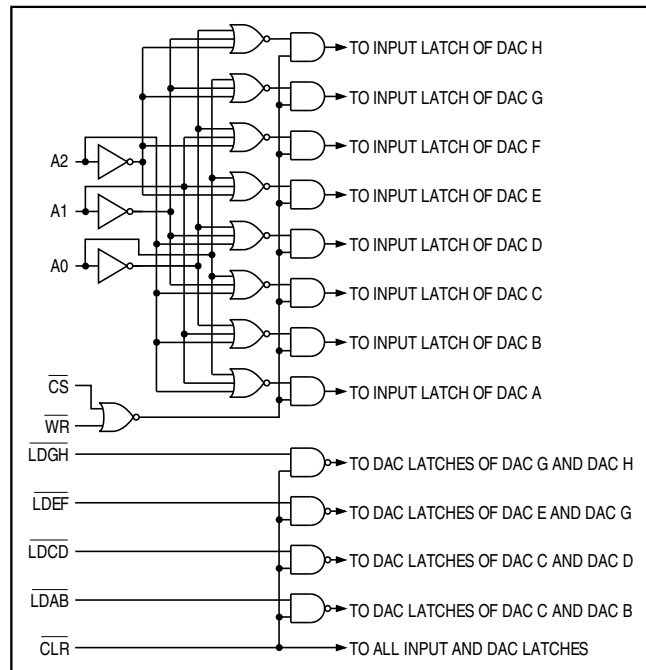 TO INPUT LATCH OF DAC H
TO INPUT LATCH OF DAC G
TO INPUT LATCH OF DAC F
A2
TO INPUT LATCH OF DAC E
A1
TO INPUT LATCH OF DAC D
A0
TO INPUT LATCH OF DAC C
TO INPUT LATCH OF DAC B
CS
TO INPUT LATCH OF DAC A
WR
LDGH
TO DAC LATCHES OF DAC G AND DAC H
LDEF
TO DAC LATCHES OF DAC E AND DAC G
LDCD
TO DAC LATCHES OF DAC C AND DAC D
LDAB
TO DAC LATCHES OF DAC C AND DAC B
CLR
TO ALL INPUT AND DAC LATCHES